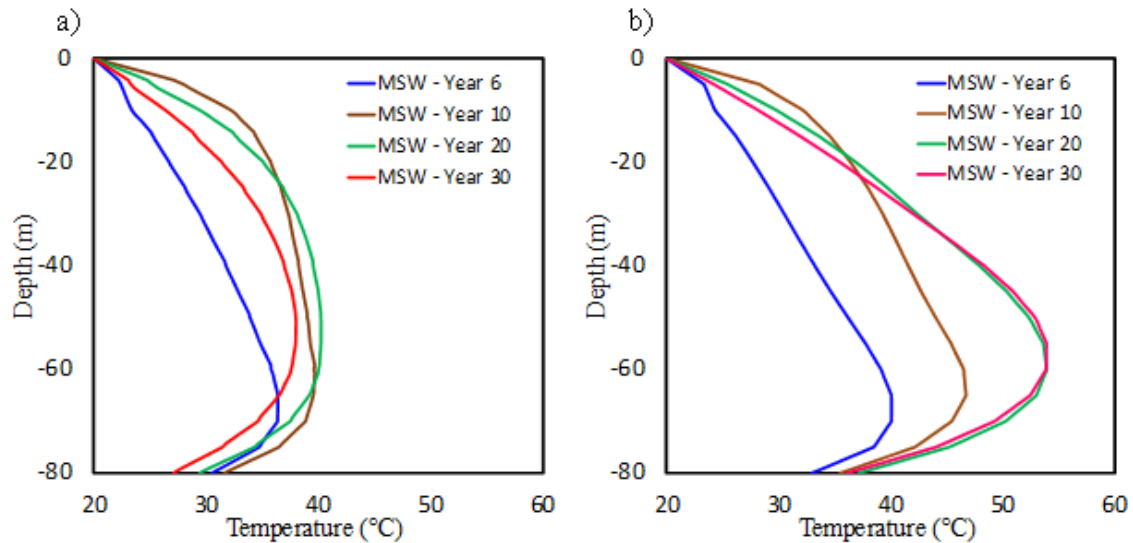 a)
0
-20
-40
-60
-80
Depth (m)
MSW - Year 6
MSW - Year 10
MSW - Year 20
MSW - Year 30
20 30 40 50 60
Temperature (°C)
b)
0
-20
-40
-60
-80
Depth (m)
MSW - Year 6
MSW - Year 10
MSW - Year 20
MSW - Year 30
20 30 40 50 60
Temperature (°C)